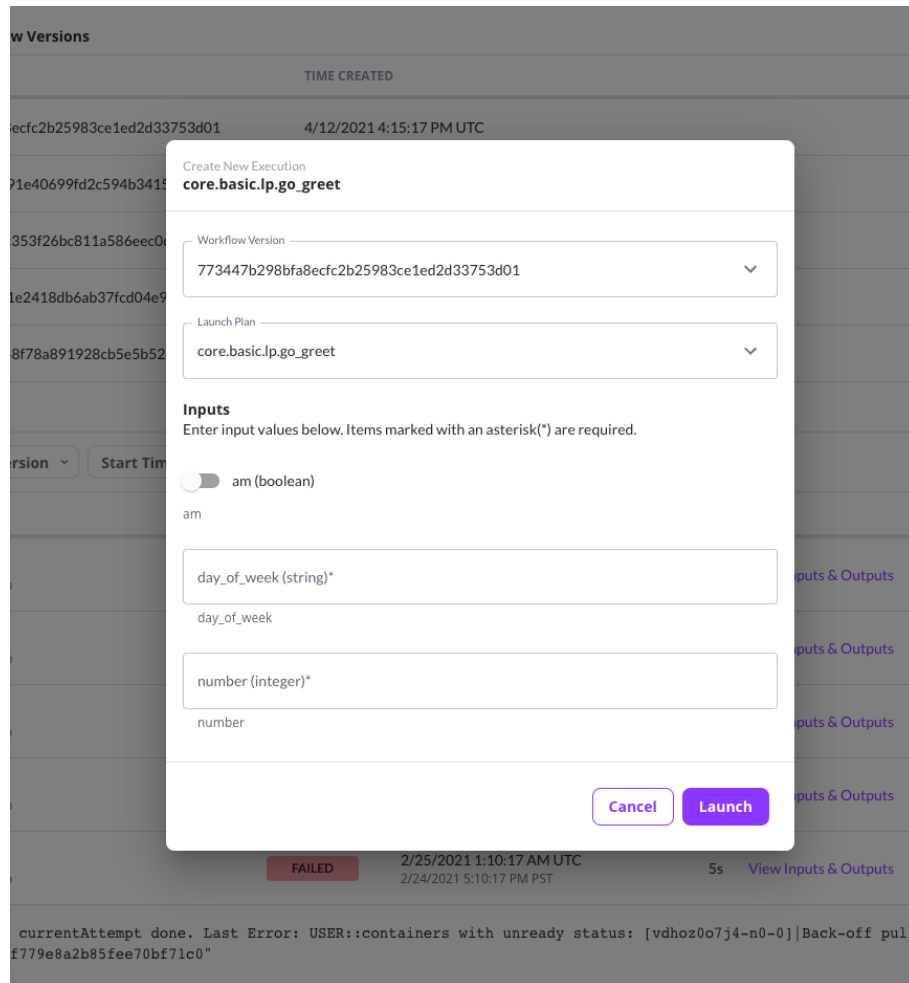 w Versions
TIME CREATED
ecfc2b25983ce1ed2d33753d01 4/12/2021 4:15:17 PM UTC
Create New Execution
core.basic.lp.go_greet
91e40699fd2c594b3415
353f26bc811a586eec0
Workflow Version
773447b298bfa8ecfc2b25983ce1ed2d33753d01
1e2418db6ab37fcd04e9
Launch Plan
core.basic.lp.go_greet
8f78a891928cb5e5b52
Inputs
Enter input values below. Items marked with an asterisk(*) are required.
rsion Start Tim
am (boolean)
am
day_of_week (string)*
puts & Outputs
day_of_week
puts & Outputs
number (integer)*
number
puts & Outputs
puts & Outputs
Cancel
Launch
FAILED 2/25/2021 1:10:17 AM UTC 5s View Inputs & Outputs
2/24/2021 5:10:17 PM PST
currentAttempt done. Last Error: USER::containers with unready status: [vdhoz0o7j4-n0-0]|Back-off pul
f779e8a2b85fee70bf71c0"